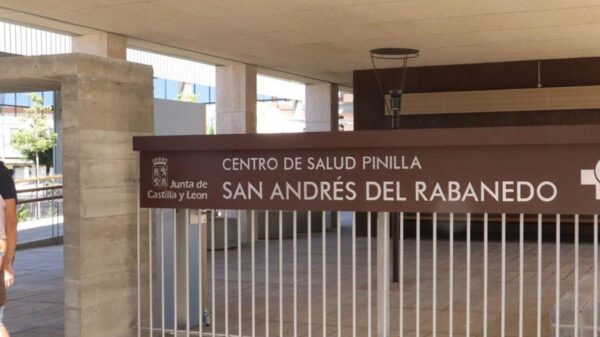 CENTRO DE SALUD PINILLA
SAN ANDRÉS DEL RABANEDO
Junta de
Castilla y León